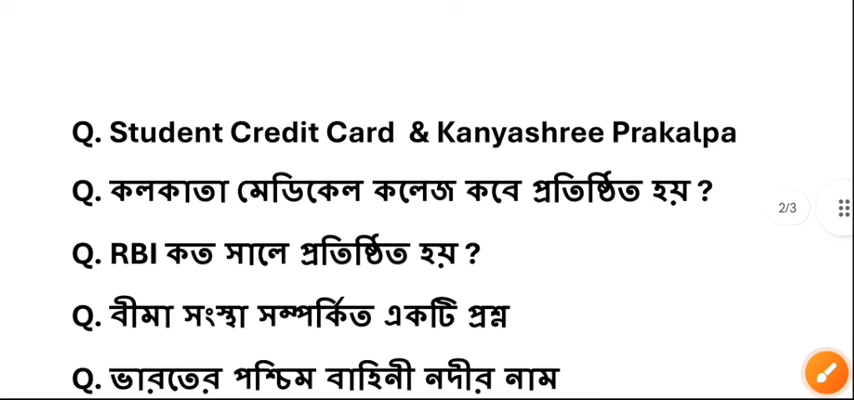 Q. Student Credit Card & Kanyashree Prakalpa
Q. কলকাতা মেডিকেল কলেজ কবে প্রতিষ্ঠিত হয় ?
2/3
Q. RBI কত সালে প্রতিষ্ঠিত হয় ?
Q. বীমা সংস্থা সম্পর্কিত একটি প্রশ্ন
Q. ভারতের পশ্চিম বাহিনী নদীর নাম